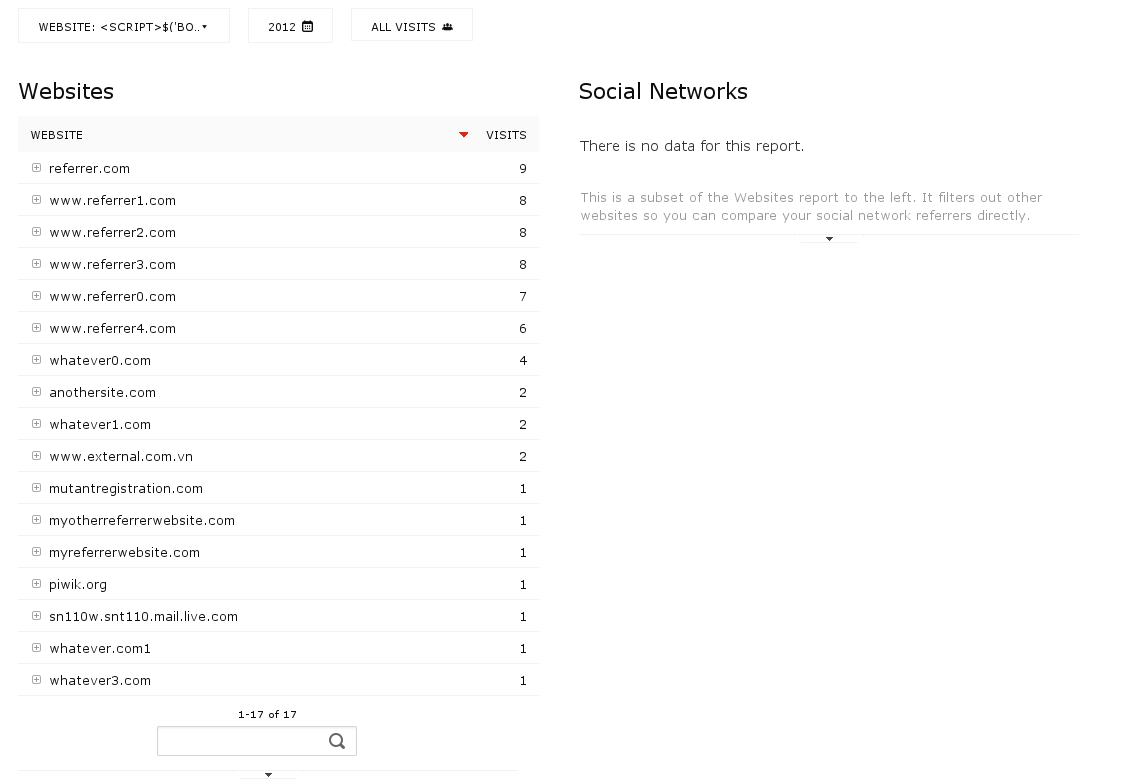 WEBSITE: <SCRIPT>$('BO..
2012
ALL VISITS
Websites
Social Networks
WEBSITE VISITS
referrer.com 9
www.referrer1.com 8
www.referrer2.com 8
www.referrer3.com 8
www.referrer0.com 7
www.referrer4.com 6
whatever0.com 4
anothersite.com 2
whatever1.com 2
www.external.com.vn 2
mutantregistration.com 1
myotherreferrerwebsite.com 1
myreferrerwebsite.com 1
piwik.org 1
sn110w.snt110.mail.live.com 1
whatever.com1 1
whatever3.com 1
1-17 of 17
There is no data for this report.
This is a subset of the Websites report to the left. It filters out other
websites so you can compare your social network referrers directly.